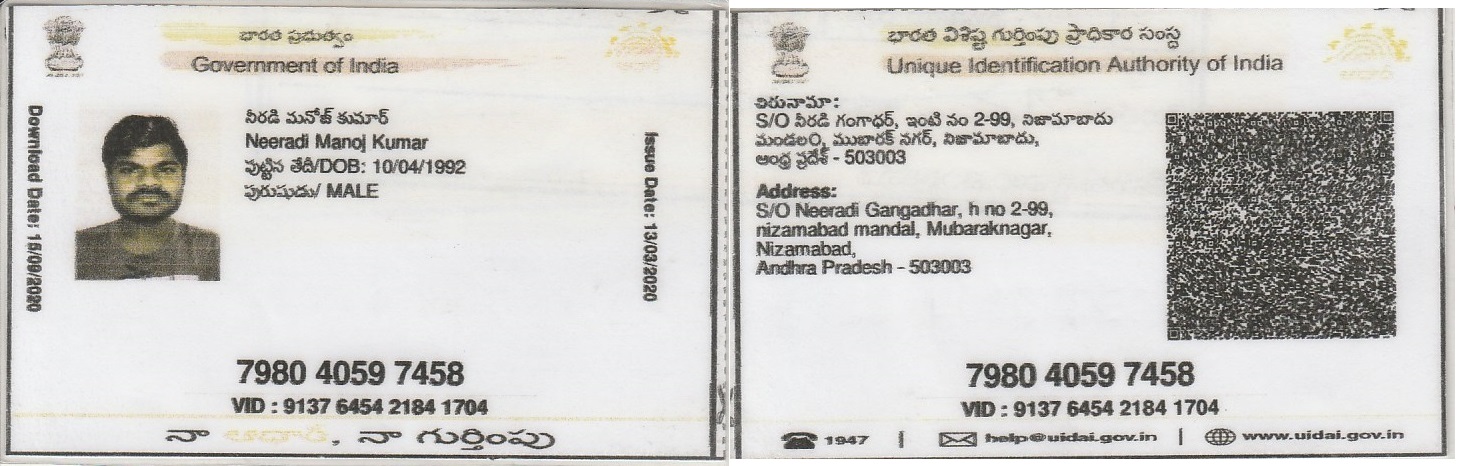 భారత ప్రభుత్వం
Government of India
నీరడి మనోజ్ కుమార్
Neeradi Manoj Kumar
పుట్టిన తేదీ/DOB: 10/04/1992
పురుషుడు/ MALE
Download Date: 15/09/2020
Issue Date: 13/03/2020
7980 4059 7458
VID : 9137 6454 2184 1704
నా ఆధార్, నా గుర్తింపు
భారత విశిష్ట గుర్తింపు ప్రాధికార సంస్థ
Unique Identification Authority of India
చిరునామా:
S/O నీరడి గంగాధర్, ఇంటి నం 2-99, నిజామాబాదు
మండలం, ముబారక్ నగర్, నిజామాబాదు,
ఆంధ్ర ప్రదేశ్ - 503003
Address:
S/O Neeradi Gangadhar, h no 2-99,
nizamabad mandal, Mubaraknagar,
Nizamabad,
Andhra Pradesh - 503003
7980 4059 7458
VID : 9137 6454 2184 1704
1947 | help@uidai.gov.in | www.uidai.gov.in